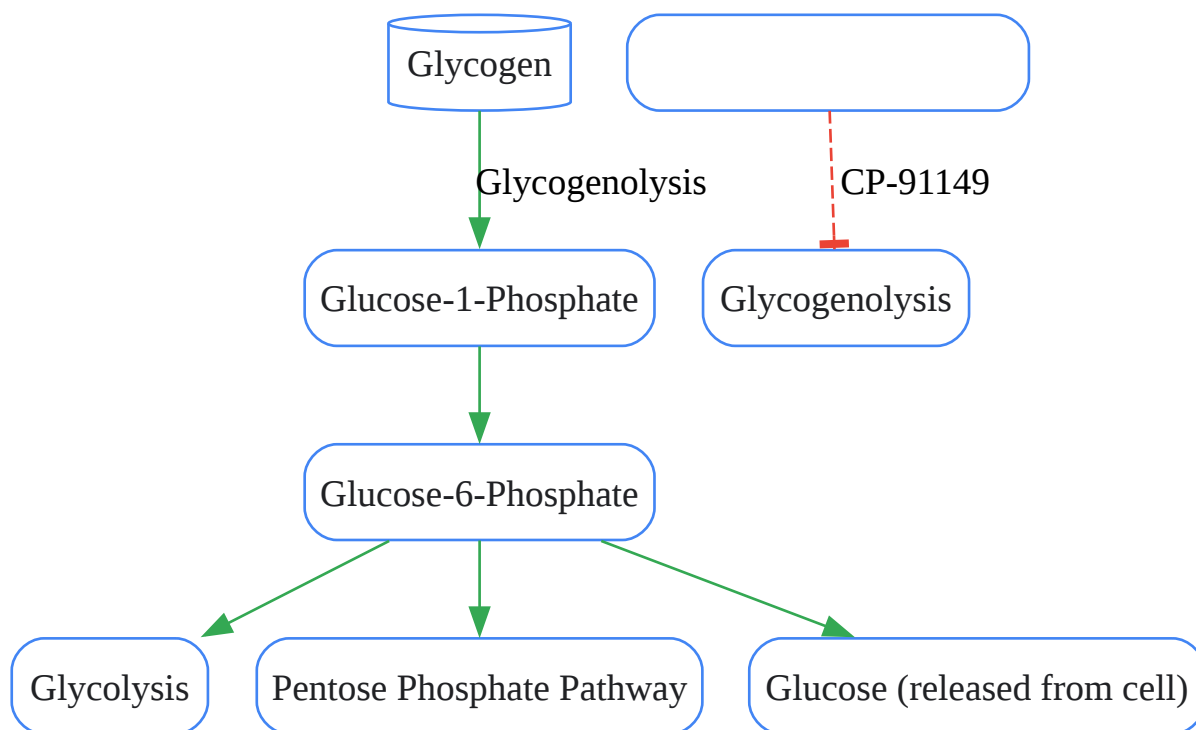 Glycogen
Glycogenolysis
CP-91149
Glucose-1-Phosphate
Glycogenolysis
Glucose-6-Phosphate
Glycolysis
Pentose Phosphate Pathway
Glucose (released from cell)